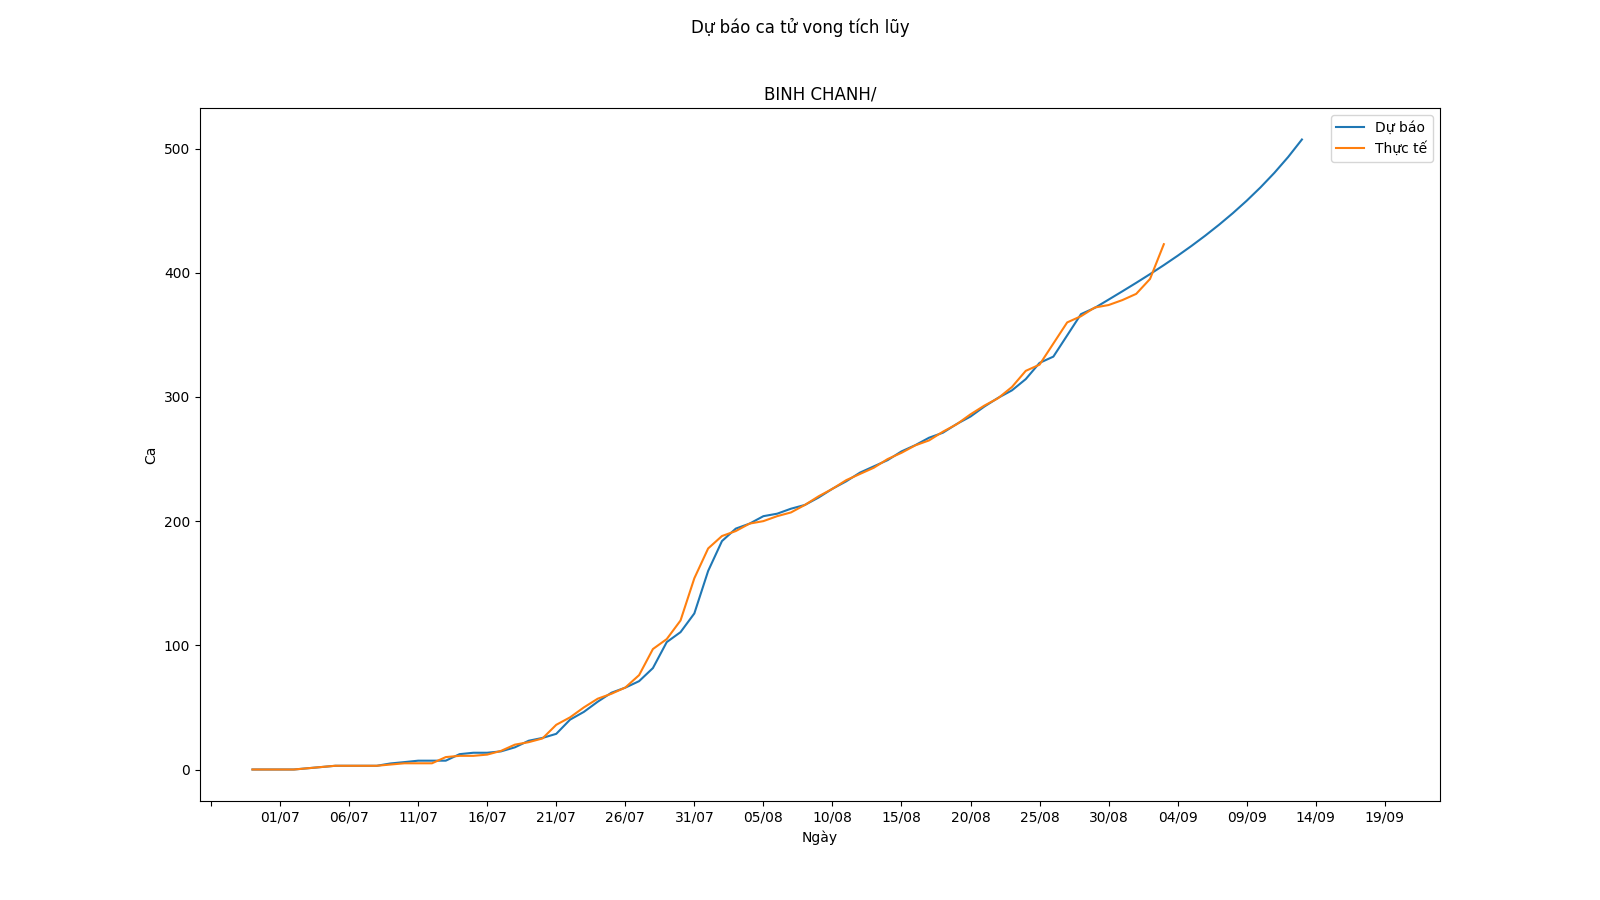 Dự báo ca tử vong tích lũy
BINH CHANH/
Dự báo
Thực tế
500
400
300
200
100
0
Ca
01/07 06/07 11/07 16/07 21/07 26/07 31/07 05/08 10/08 15/08 20/08 25/08 30/08 04/09 09/09 14/09 19/09
Ngày